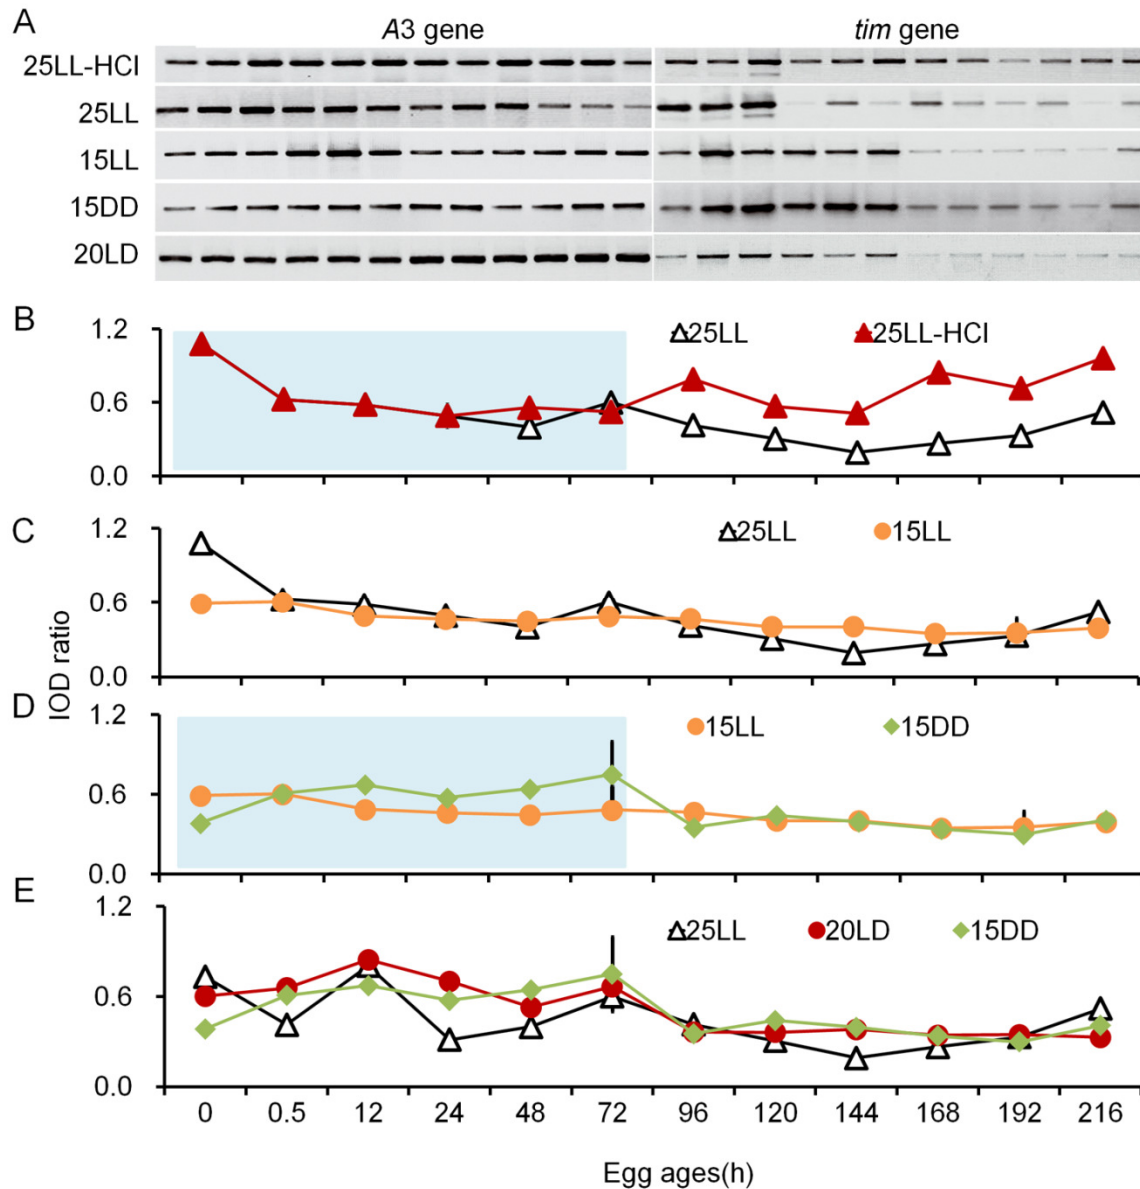 A
A3 gene
tim gene
25LL-HCl
25LL
15LL
15DD
20LD
B
1.2
0.6
0.0
25LL
25LL-HCl
C
1.2
0.6
0.0
25LL
15LL
IOD ratio
D
1.2
0.6
0.0
15LL
15DD
E
1.2
0.6
0.0
25LL
20LD
15DD
0 0.5 12 24 48 72 96 120 144 168 192 216
Egg ages(h)